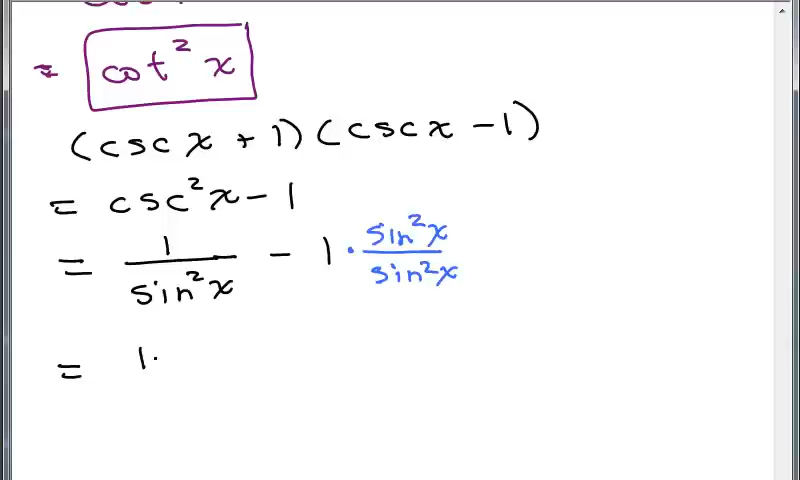 = cot² x
(csc x + 1)(csc x - 1)
= csc²x - 1
= 1/sin²x - 1 · sin²x/sin²x
= 1